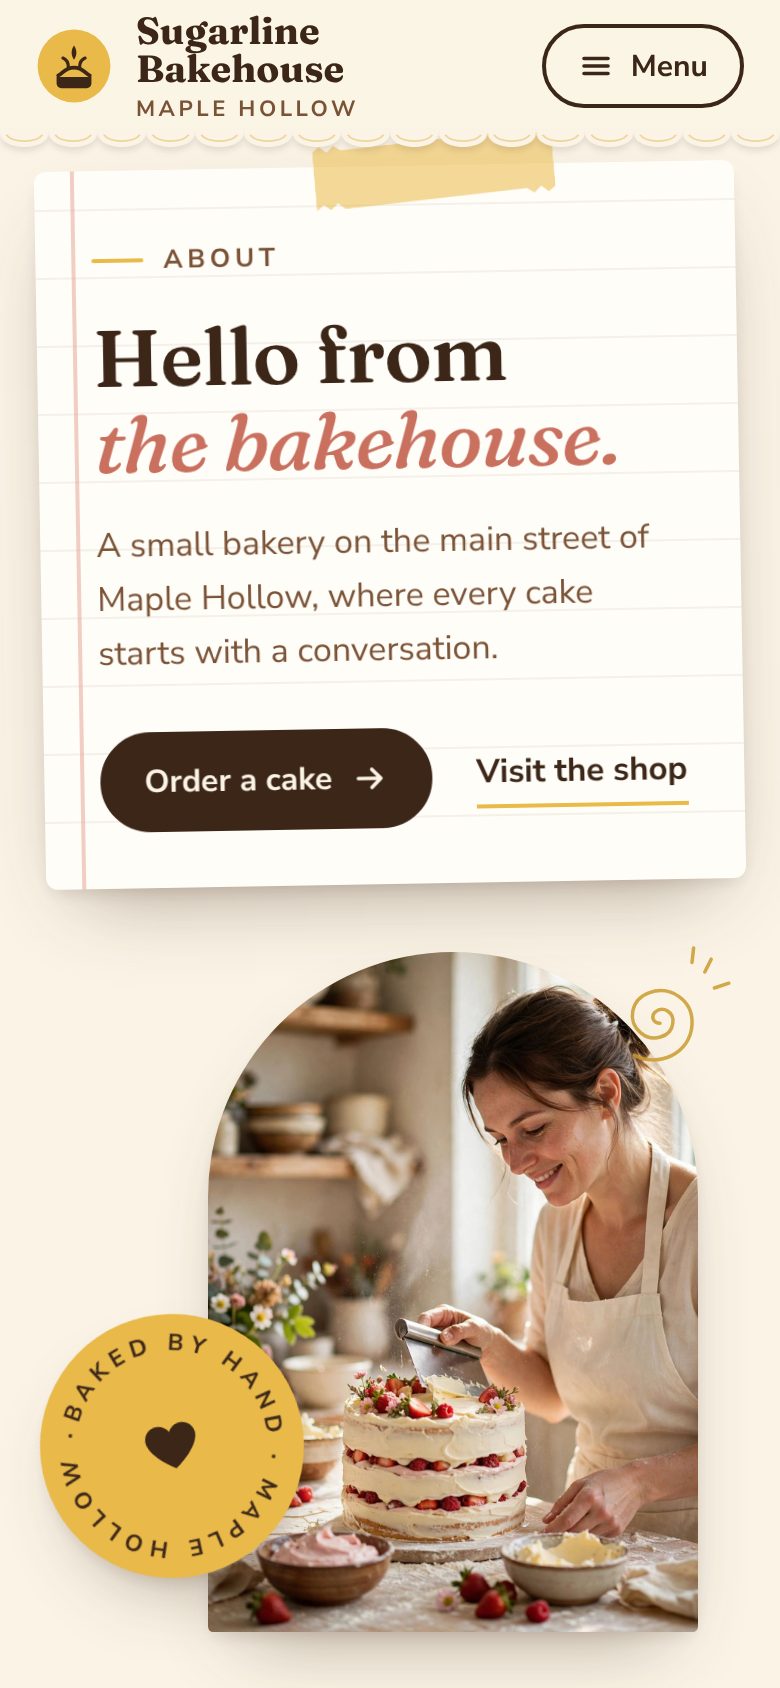 Sugarline
Bakehouse
MAPLE HOLLOW
Menu
ABOUT
Hello from
the bakehouse.
A small bakery on the main street of
Maple Hollow, where every cake
starts with a conversation.
Order a cake →
Visit the shop
BAKED BY HAND · MAPLE HOLLOW ·